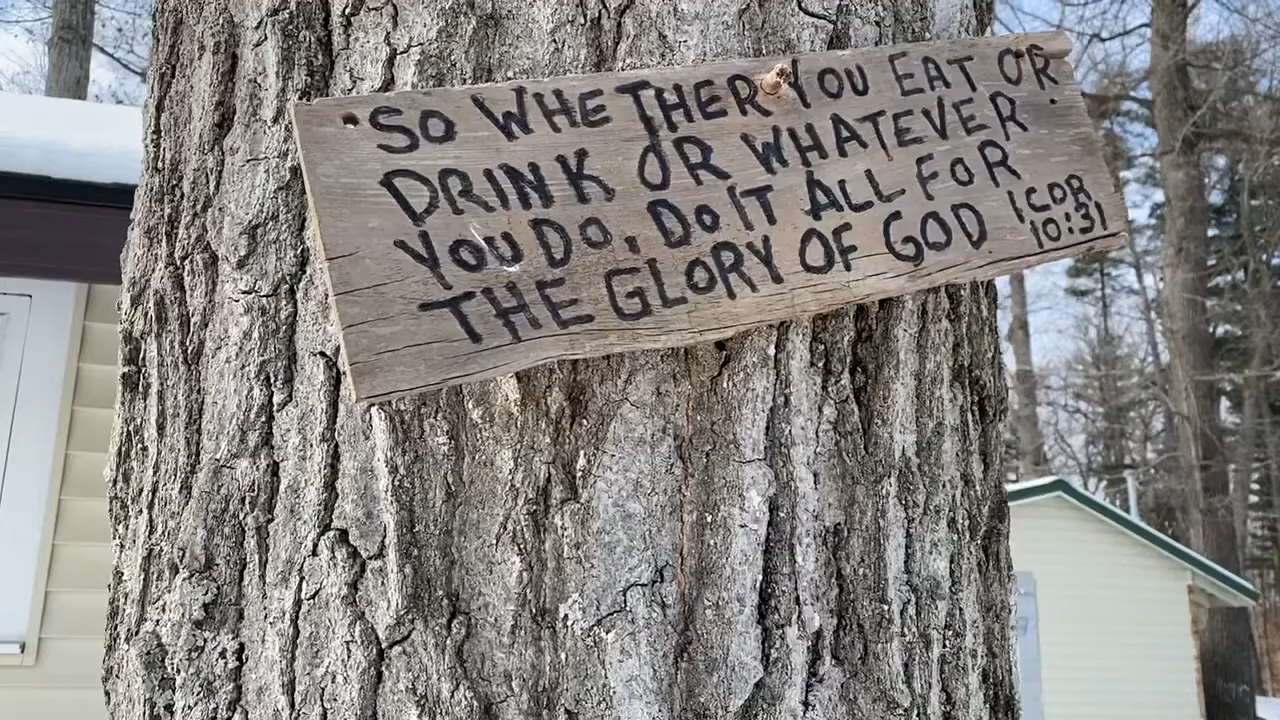 SO WHETHER YOU EAT OR
DRINK OR WHATEVER
YOU DO, DO IT ALL FOR
THE GLORY OF GOD
1 COR
10:31